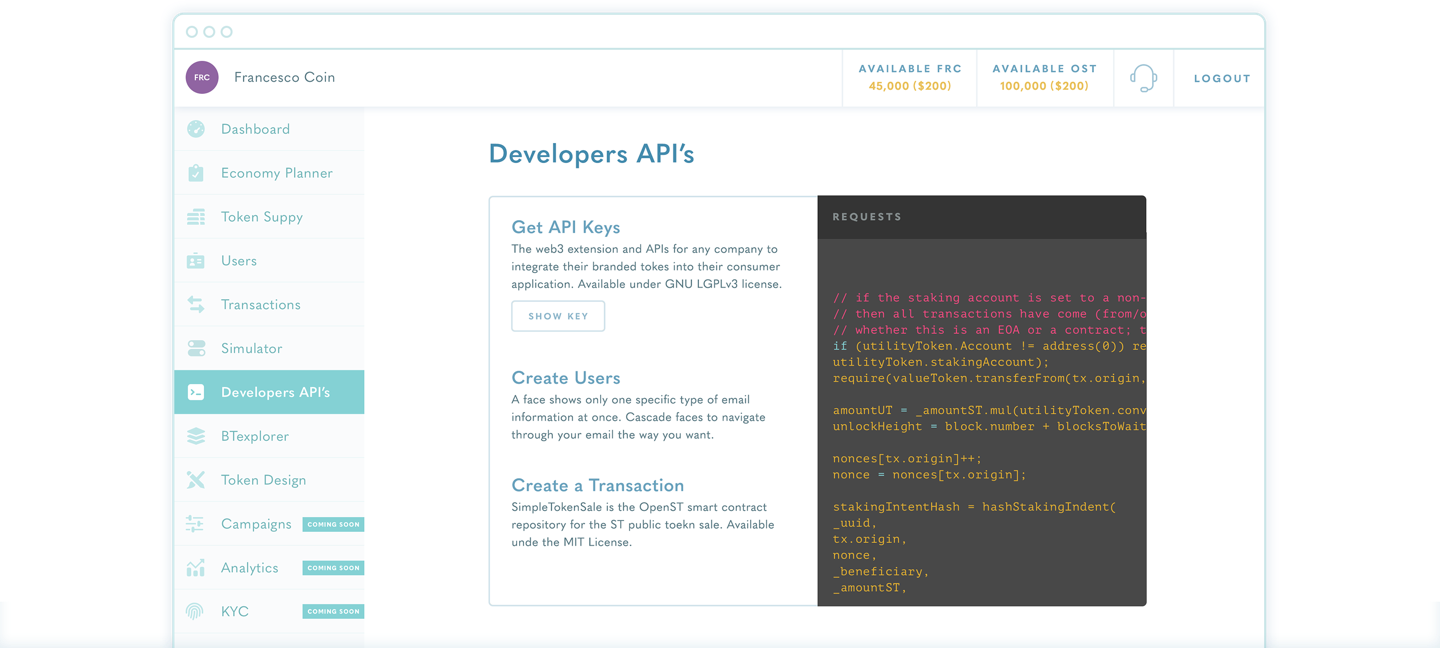 FRC
Francesco Coin
AVAILABLE FRC
45,000 ($200)
AVAILABLE OST
100,000 ($200)
LOGOUT
Dashboard
Economy Planner
Token Suppy
Users
Transactions
Simulator
Developers API's
BTexplorer
Token Design
Campaigns COMING SOON
Analytics COMING SOON
KYC COMING SOON
Developers API's
Get API Keys
The web3 extension and APIs for any company to
integrate their branded tokes into their consumer
application. Available under GNU LGPLv3 license.
SHOW KEY
Create Users
A face shows only one specific type of email
information at once. Cascade faces to navigate
through your email the way you want.
Create a Transaction
SimpleTokenSale is the OpenST smart contract
repository for the ST public toekn sale. Available
unde the MIT License.
REQUESTS
// if the staking account is set to a non-
// then all transactions have come (from/o
// whether this is an EOA or a contract; t
if (utilityToken.Account != address(0)) re
utilityToken.stakingAccount);
require(valueToken.transferFrom(tx.origin,
amountUT = _amountST.mul(utilityToken.conv
unlockHeight = block.number + blocksToWait
nonces[tx.origin]++;
nonce = nonces[tx.origin];
stakingIntentHash = hashStakingIndent(
_uuid,
tx.origin,
nonce,
_beneficiary,
_amountST,